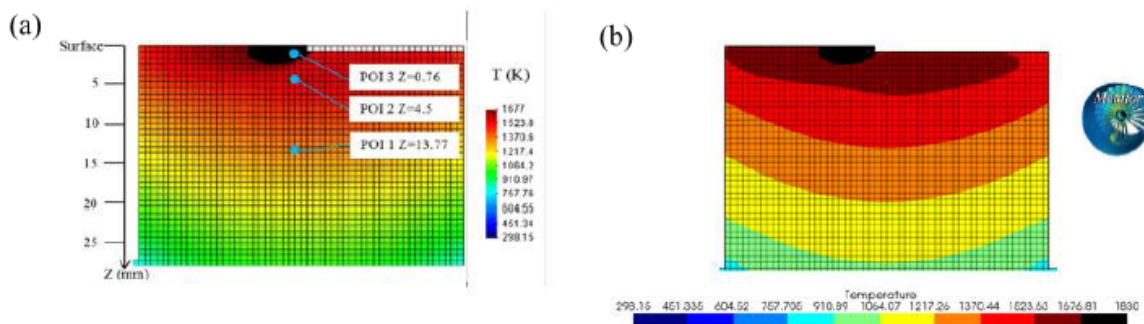 (a)
Surface
5
10
15
20
25
Z (mm)
POI 3 Z=0.76
POI 2 Z=4.5
POI 1 Z=13.77
T (K)
1677
1523.8
1370.6
1217.4
1064.2
910.97
757.76
604.55
451.34
298.15
(b)
Monitor
Temperature
298.15 451.335 604.52 757.705 910.89 1064.07 1217.26 1370.44 1523.63 1676.81 1830